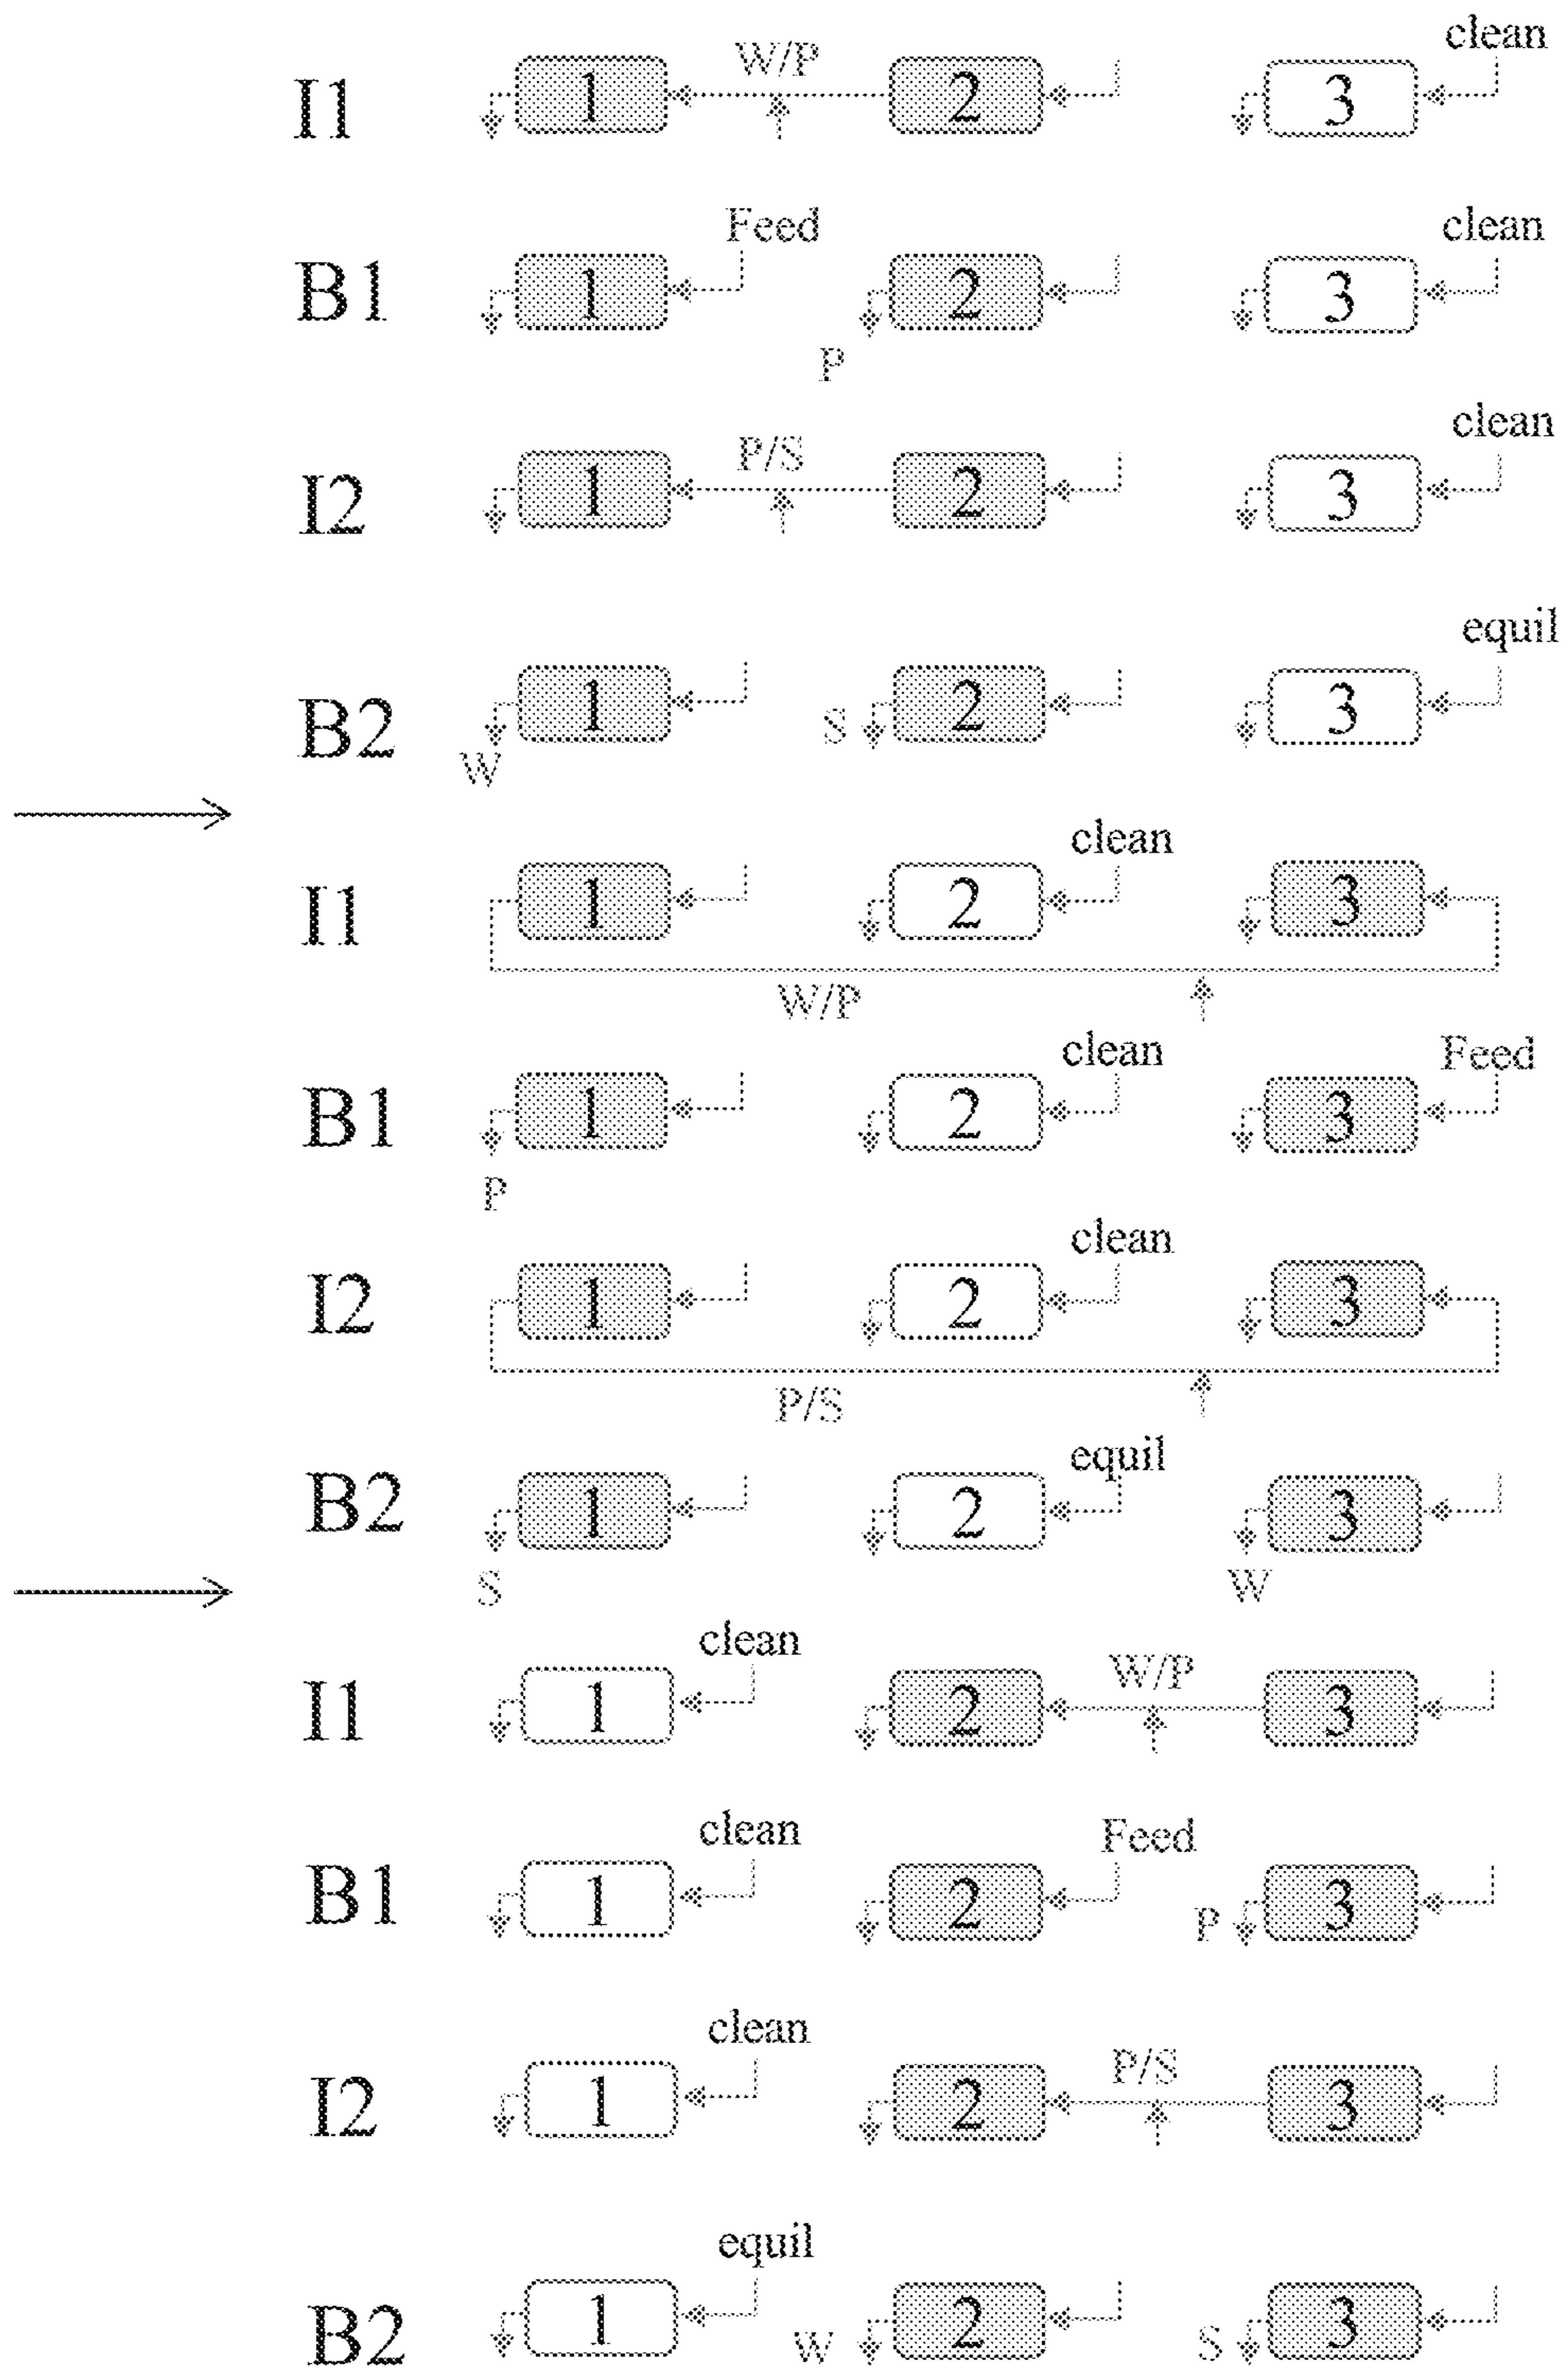 clean
I1 1 W/P 2 3
Feed clean
B1 1 2 3
P
clean
I2 1 P/S 2 3
equil
B2 1 S 2 3
W
clean
I1 1 2 3
W/P
clean Feed
B1 1 2 3
P
clean
I2 1 2 3
P/S
equil
B2 1 2 3
S W
clean
I1 1 2 W/P 3
clean Feed
B1 1 2 P 3
clean
I2 1 2 P/S 3
equil
B2 1 W 2 S 3